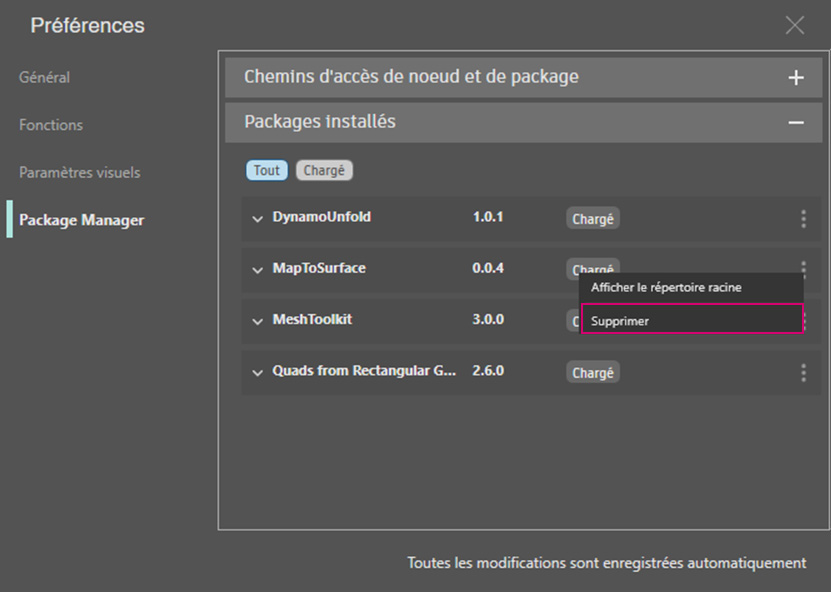 Préférences
Général
Fonctions
Paramètres visuels
Package Manager
Chemins d'accès de noeud et de package
Packages installés
Tout Chargé
DynamoUnfold 1.0.1 Chargé
MapToSurface 0.0.4 Chargé
Afficher le répertoire racine
MeshToolkit 3.0.0
Supprimer
Quads from Rectangular G... 2.6.0 Chargé
Toutes les modifications sont enregistrées automatiquement